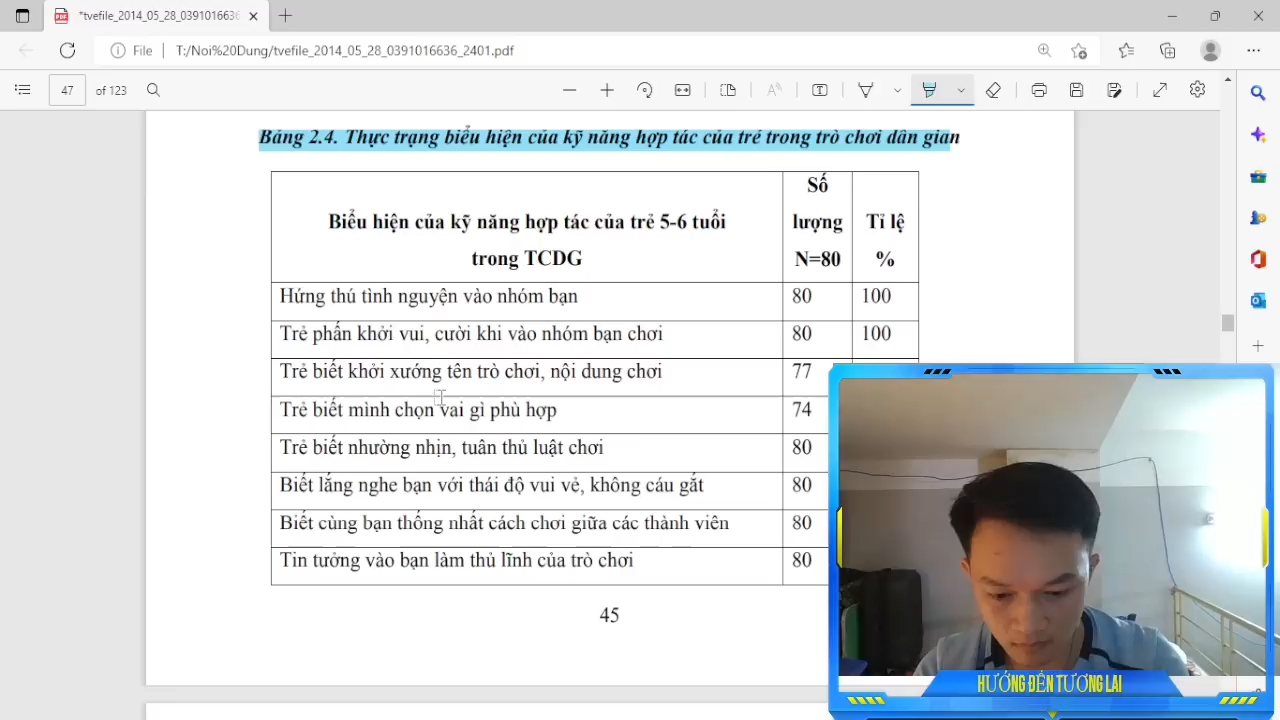 *tvefile_2014_05_28_0391016636
File T:/Noi%20Dung/tvefile_2014_05_28_0391016636_2401.pdf
47 of 123
Bảng 2.4. Thực trạng biểu hiện của kỹ năng hợp tác của trẻ trong trò chơi dân gian
Biểu hiện của kỹ năng hợp tác của trẻ 5-6 tuổi trong TCDG
Số lượng N=80
Tỉ lệ %
Hứng thú tình nguyện vào nhóm bạn 80 100
Trẻ phấn khởi vui, cười khi vào nhóm bạn chơi 80 100
Trẻ biết khởi xướng tên trò chơi, nội dung chơi 77
Trẻ biết mình chọn vai gì phù hợp 74
Trẻ biết nhường nhịn, tuân thủ luật chơi 80
Biết lắng nghe bạn với thái độ vui vẻ, không cáu gắt 80
Biết cùng bạn thống nhất cách chơi giữa các thành viên 80
Tin tưởng vào bạn làm thủ lĩnh của trò chơi 80
45
HƯỚNG ĐẾN TƯƠNG LAI